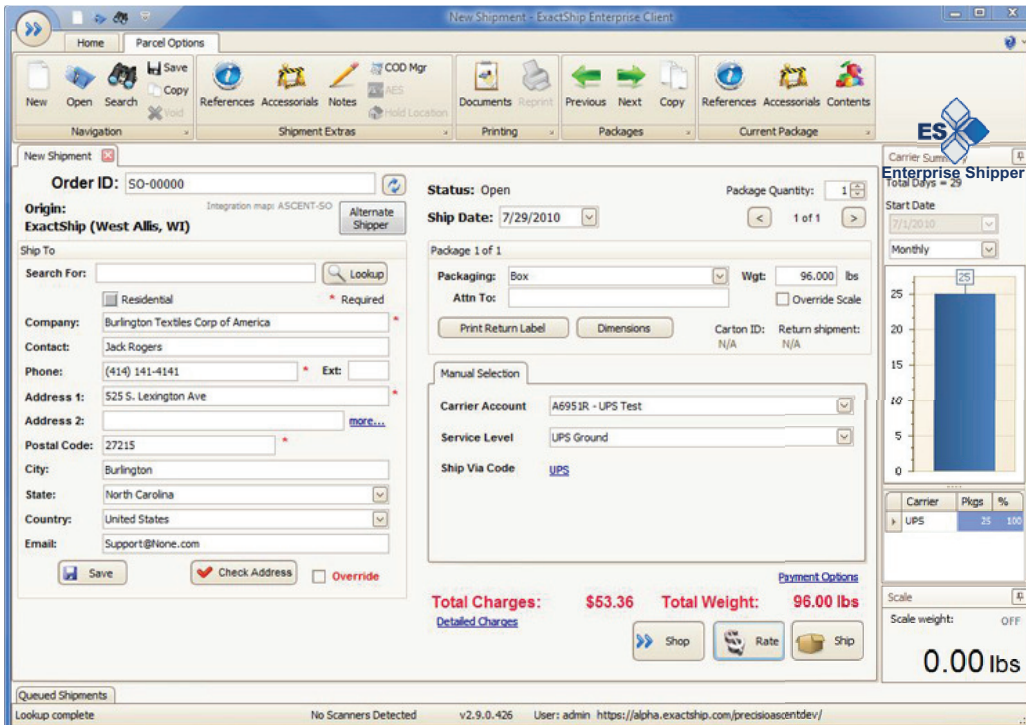 New Shipment - ExactShip Enterprise Client
Home Parcel Options
New Open Search Save Copy Void
Navigation
References Accessorials Notes COD Mgr AES Hold Location
Shipment Extras
Documents Reprint
Printing
Previous Next Copy
Packages
References Accessorials Contents
Current Package
ES
Enterprise Shipper
New Shipment
Order ID: SO-00000
Origin: Integration map: ASCENT-SO
ExactShip (West Allis, WI)
Alternate Shipper
Ship To
Search For: Lookup
Residential * Required
Company: Burlington Textiles Corp of America *
Contact: Jack Rogers
Phone: (414) 141-4141 * Ext:
Address 1: 525 S. Lexington Ave *
Address 2: more...
Postal Code: 27215 *
City: Burlington
State: North Carolina
Country: United States
Email: Support@None.com
Save Check Address Override
Status: Open Package Quantity: 1
Ship Date: 7/29/2010 < 1 of 1 >
Package 1 of 1
Packaging: Box Wgt: 96.000 lbs
Attn To: Override Scale
Print Return Label Dimensions Carton ID: Return shipment:
N/A N/A
Manual Selection
Carrier Account A6951R - UPS Test
Service Level UPS Ground
Ship Via Code UPS
Payment Options
Total Charges: $53.36 Total Weight: 96.00 lbs
Detailed Charges
Shop Rate Ship
Total Days = 29
Start Date
7/1/2010
Monthly
25
25
20
15
10
5
0
Carrier Pkgs %
UPS 25 100
Scale
Scale weight: OFF
0.00 lbs
Queued Shipments
Lookup complete No Scanners Detected v2.9.0.426 User: admin https://alpha.exactship.com/precisioascentdev/